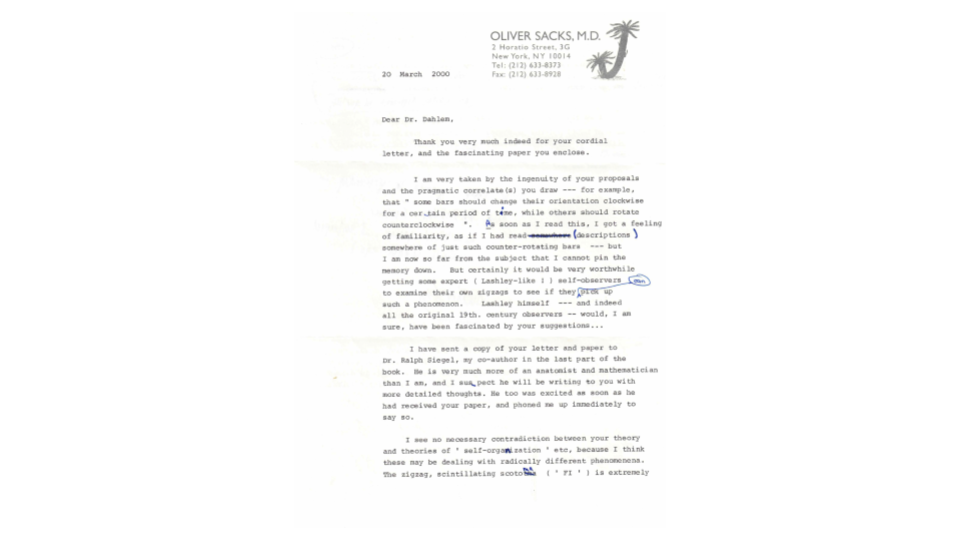 OLIVER SACKS, M.D.
2 Horatio Street, 3G
New York, NY 10014
Tel: (212) 633-8373
Fax: (212) 633-8928
20 March 2000
Dear Dr. Dahlem,
Thank you very much indeed for your cordial
letter, and the fascinating paper you enclose.
I am very taken by the ingenuity of your proposals
and the pragmatic correlate(s) you draw --- for example,
that " some bars should change their orientation clockwise
for a certain period of time, while others should rotate
counterclockwise ". As soon as I read this, I got a feeling
of familiarity, as if I had read (descriptions)
somewhere of just such counter-rotating bars --- but
I am now so far from the subject that I cannot pin the
memory down. But certainly it would be very worthwhile
getting some expert ( Lashley-like ! ) self-observers
to examine their own zigzags to see if they can pick up
such a phenomenon. Lashley himself --- and indeed
all the original 19th. century observers -- would, I am
sure, have been fascinated by your suggestions...
I have sent a copy of your letter and paper to
Dr. Ralph Siegel, my co-author in the last part of the
book. He is very much more of an anatomist and mathematician
than I am, and I suspect he will be writing to you with
more detailed thoughts. He too was excited as soon as he
had received your paper, and phoned me up immediately to
say so.
I see no necessary contradiction between your theory
and theories of ' self-organization ' etc, because I think
these may be dealing with radically different phenomenons.
The zigzag, scintillating scotoma ( ' FI ' ) is extremely